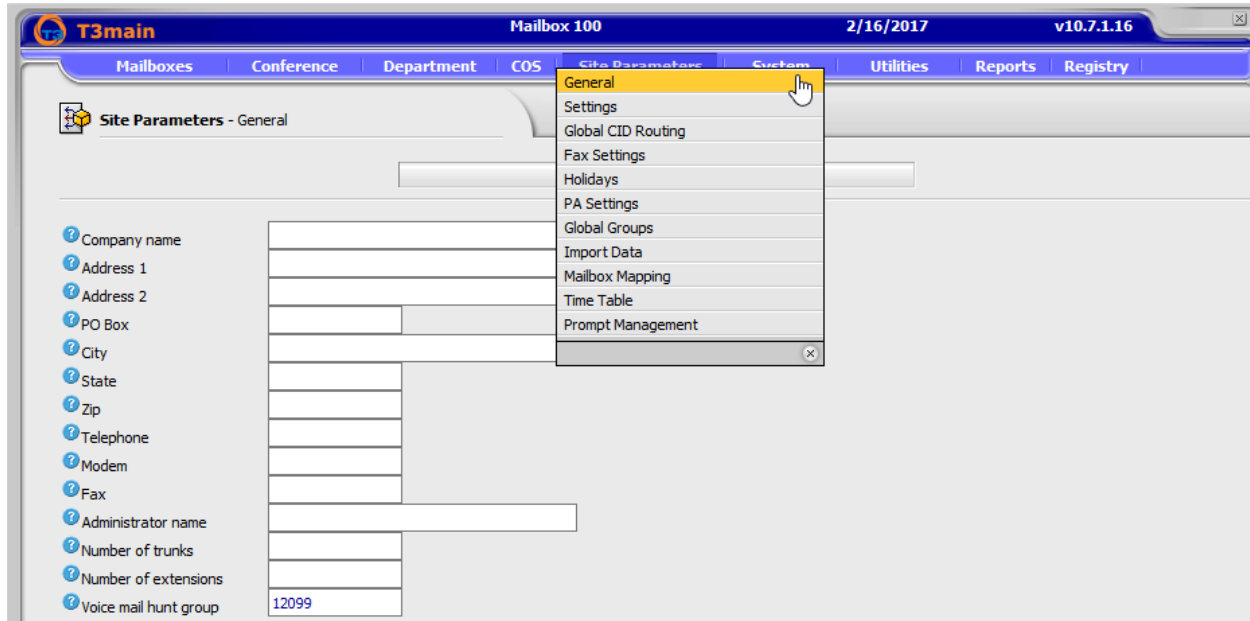 T3main Mailbox 100 2/16/2017 v10.7.1.16
Mailboxes Conference Department COS Site Parameters System Utilities Reports Registry
General
Settings
Global CID Routing
Fax Settings
Holidays
PA Settings
Global Groups
Import Data
Mailbox Mapping
Time Table
Prompt Management
Site Parameters - General
Company name
Address 1
Address 2
PO Box
City
State
Zip
Telephone
Modem
Fax
Administrator name
Number of trunks
Number of extensions
Voice mail hunt group 12099